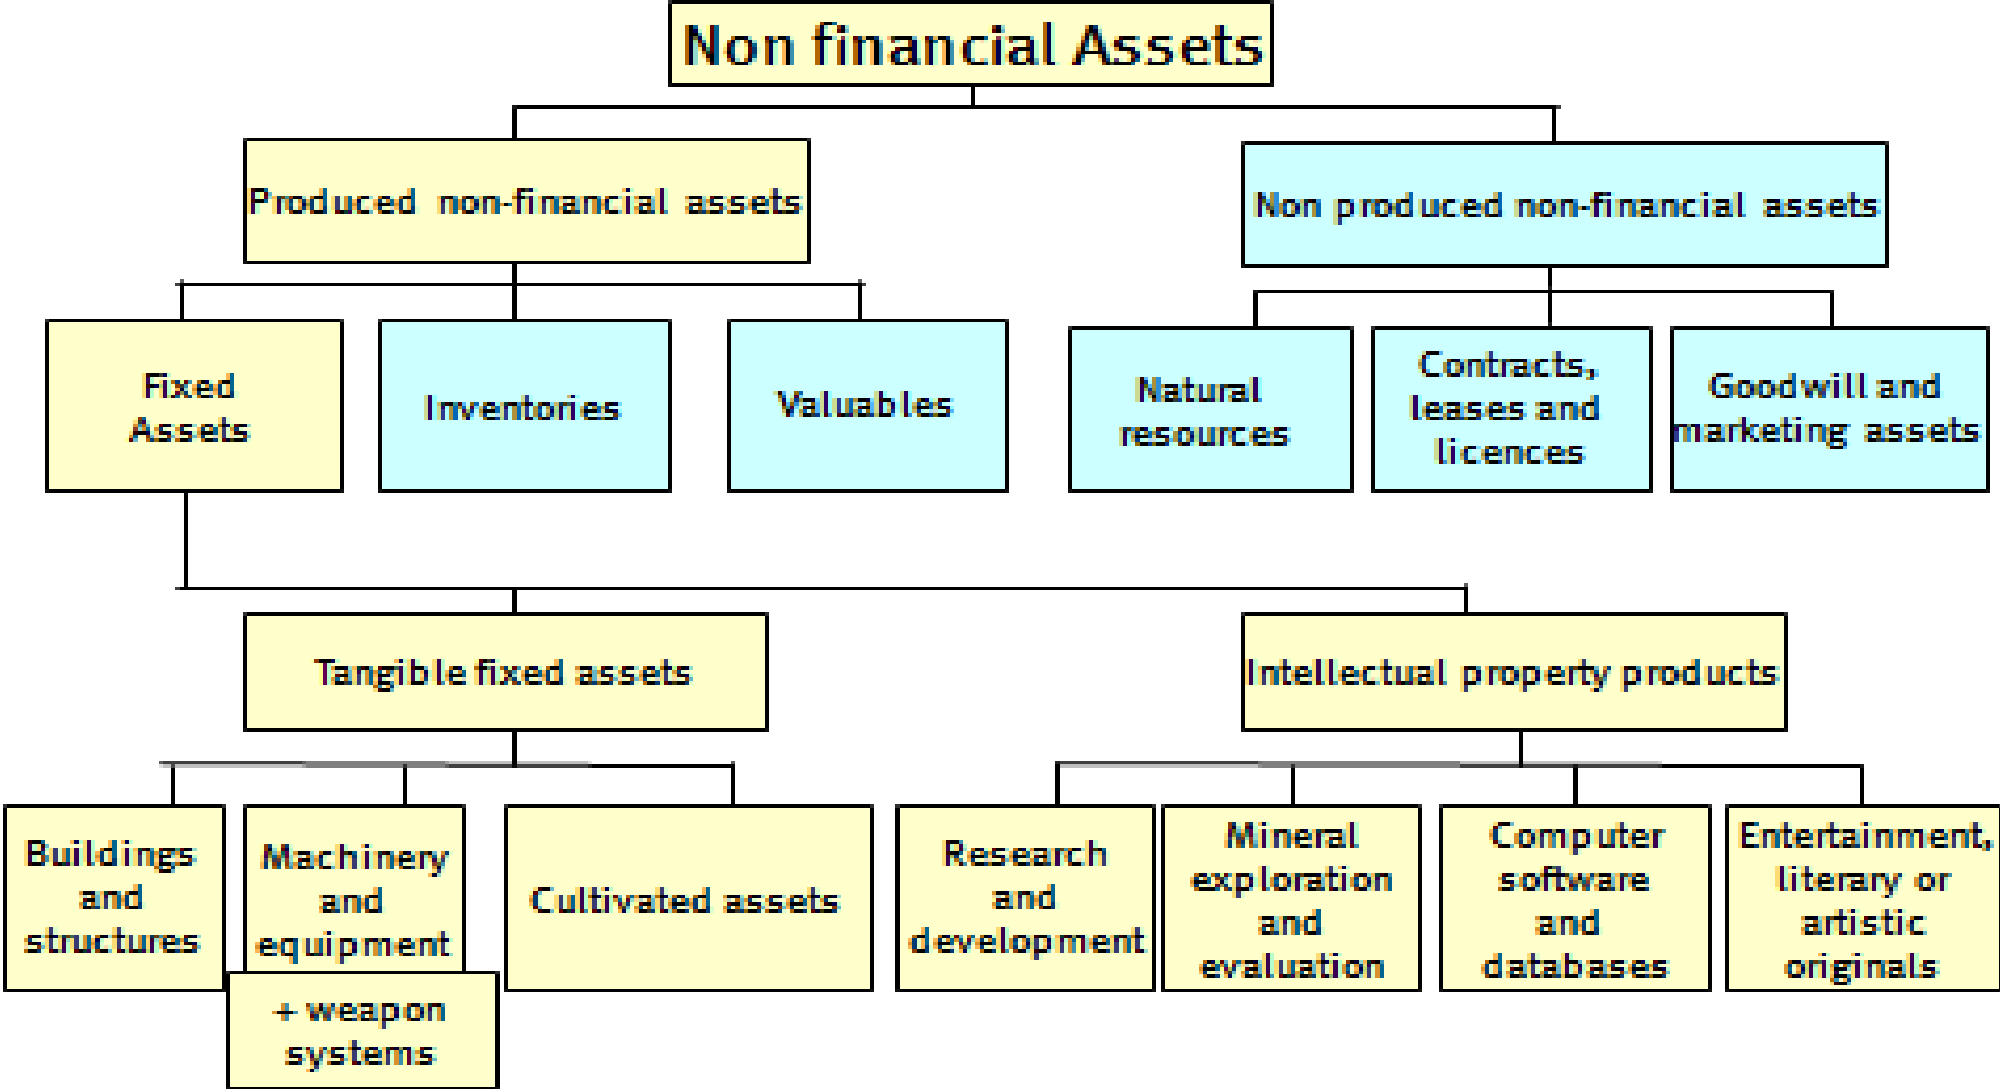 Non financial Assets
Produced non-financial assets
Non produced non-financial assets
Fixed
Assets
Inventories
Valuables
Natural
resources
Contracts,
leases and
licences
Goodwill and
marketing assets
Tangible fixed assets
Intellectual property products
Buildings
and
structures
Machinery
and
equipment
+ weapon
systems
Cultivated assets
Research
and
development
Mineral
exploration
and
evaluation
Computer
software
and
databases
Entertainment,
literary or
artistic
originals